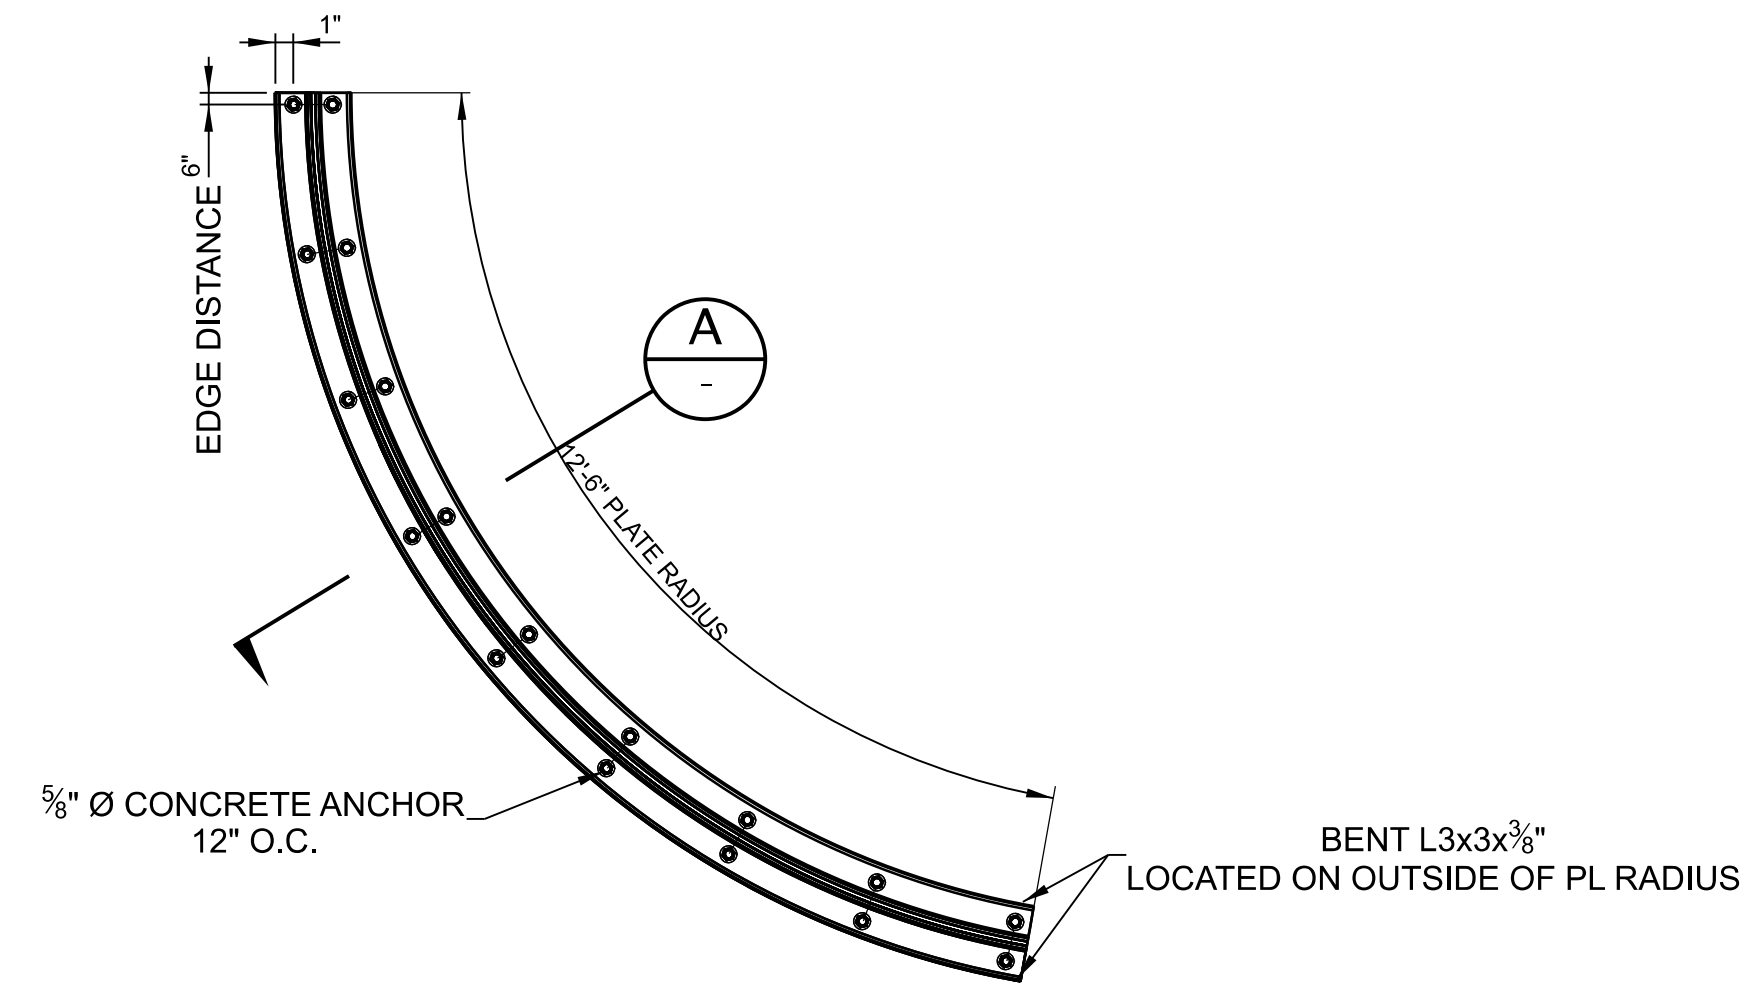 1"
6"
EDGE DISTANCE
A
-
12'-6" PLATE RADIUS
⅝" Ø CONCRETE ANCHOR
12" O.C.
BENT L3x3x⅜"
LOCATED ON OUTSIDE OF PL RADIUS